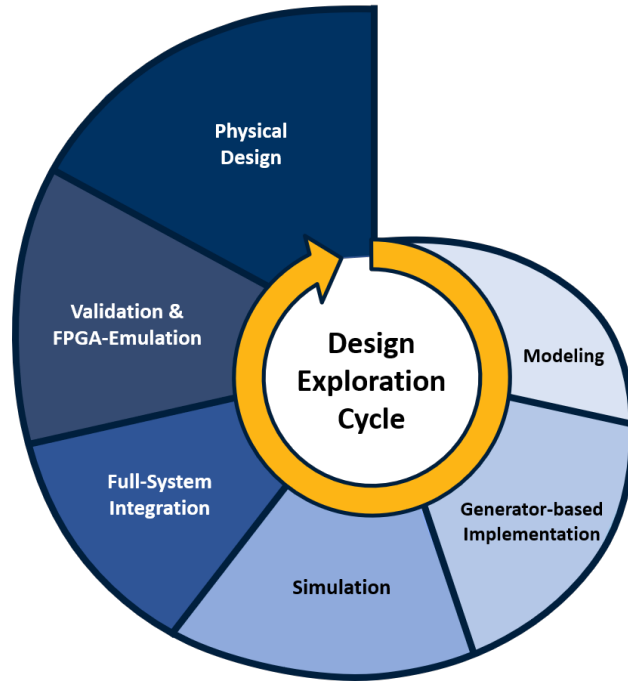 Physical
Design
Validation &
FPGA-Emulation
Design
Exploration
Cycle
Modeling
Full-System
Integration
Generator-based
Implementation
Simulation